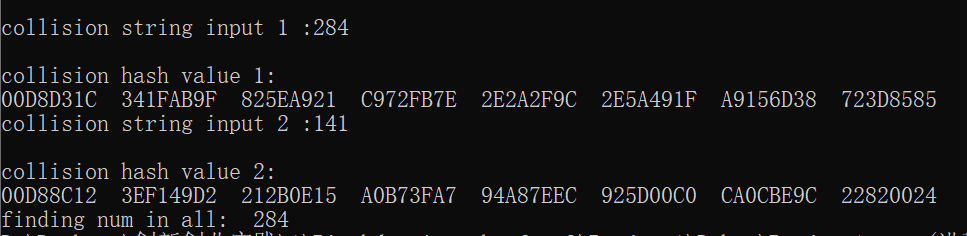 collision string input 1 :284
collision hash value 1:
00D8D31C 341FAB9F 825EA921 C972FB7E 2E2A2F9C 2E5A491F A9156D38 723D8585
collision string input 2 :141
collision hash value 2:
00D88C12 3EF149D2 212B0E15 A0B73FA7 94A87EEC 925D00C0 CA0CBE9C 22820024
finding num in all: 284